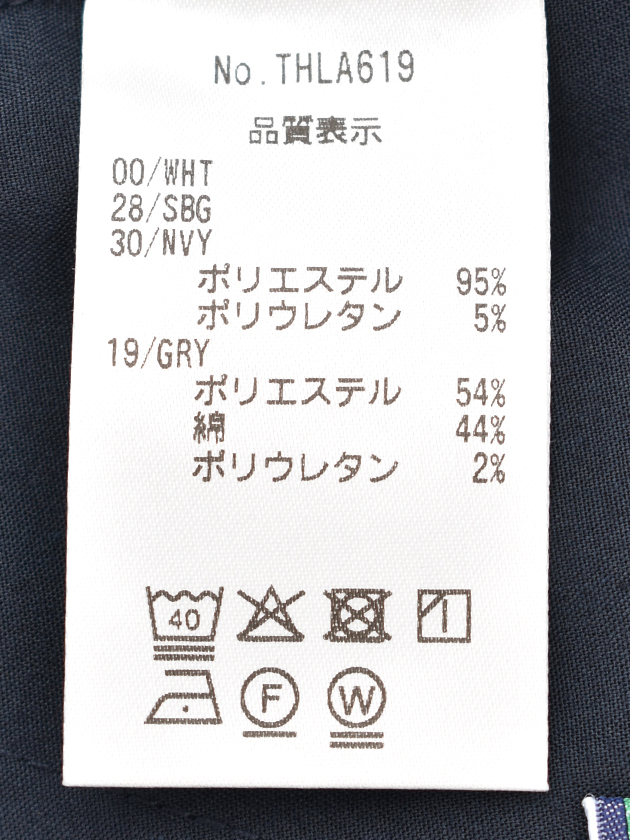 No.THLA619
品質表示
00/WHT
28/SBG
30/NVY
ポリエステル 95%
ポリウレタン 5%
19/GRY
ポリエステル 54%
綿 44%
ポリウレタン 2%
40
F W